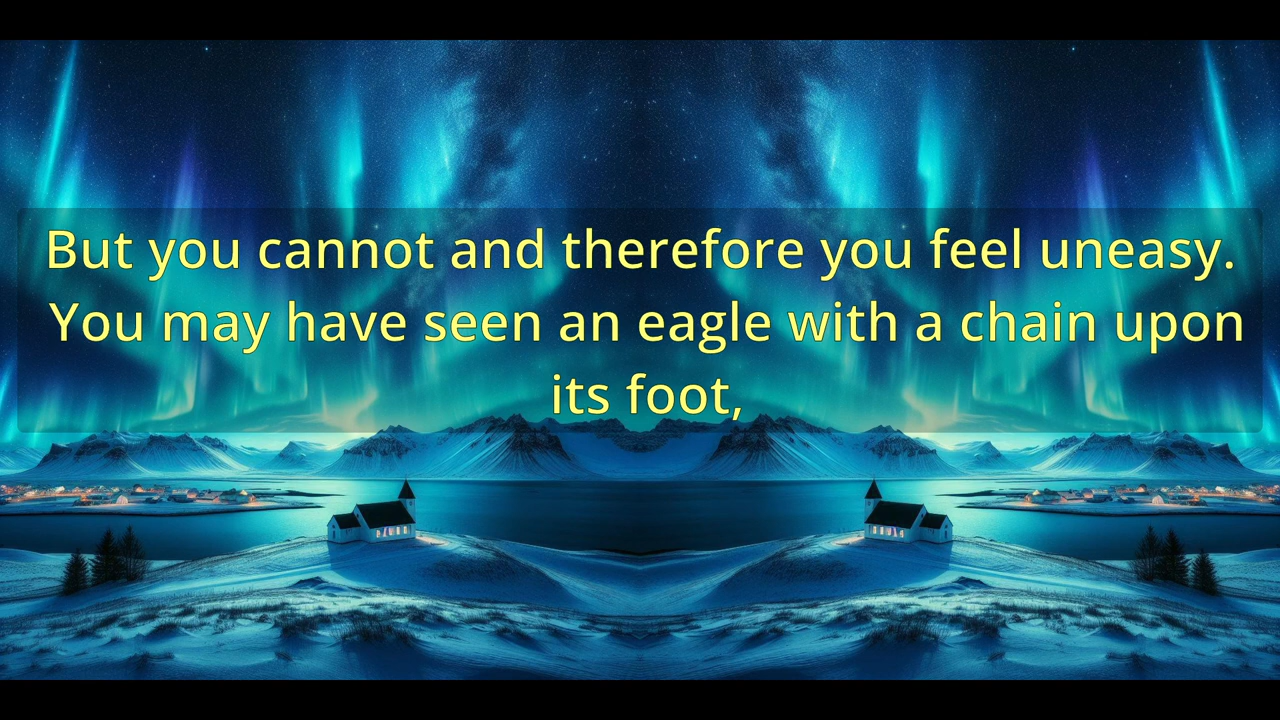 But you cannot and therefore you feel uneasy.
You may have seen an eagle with a chain upon
its foot,